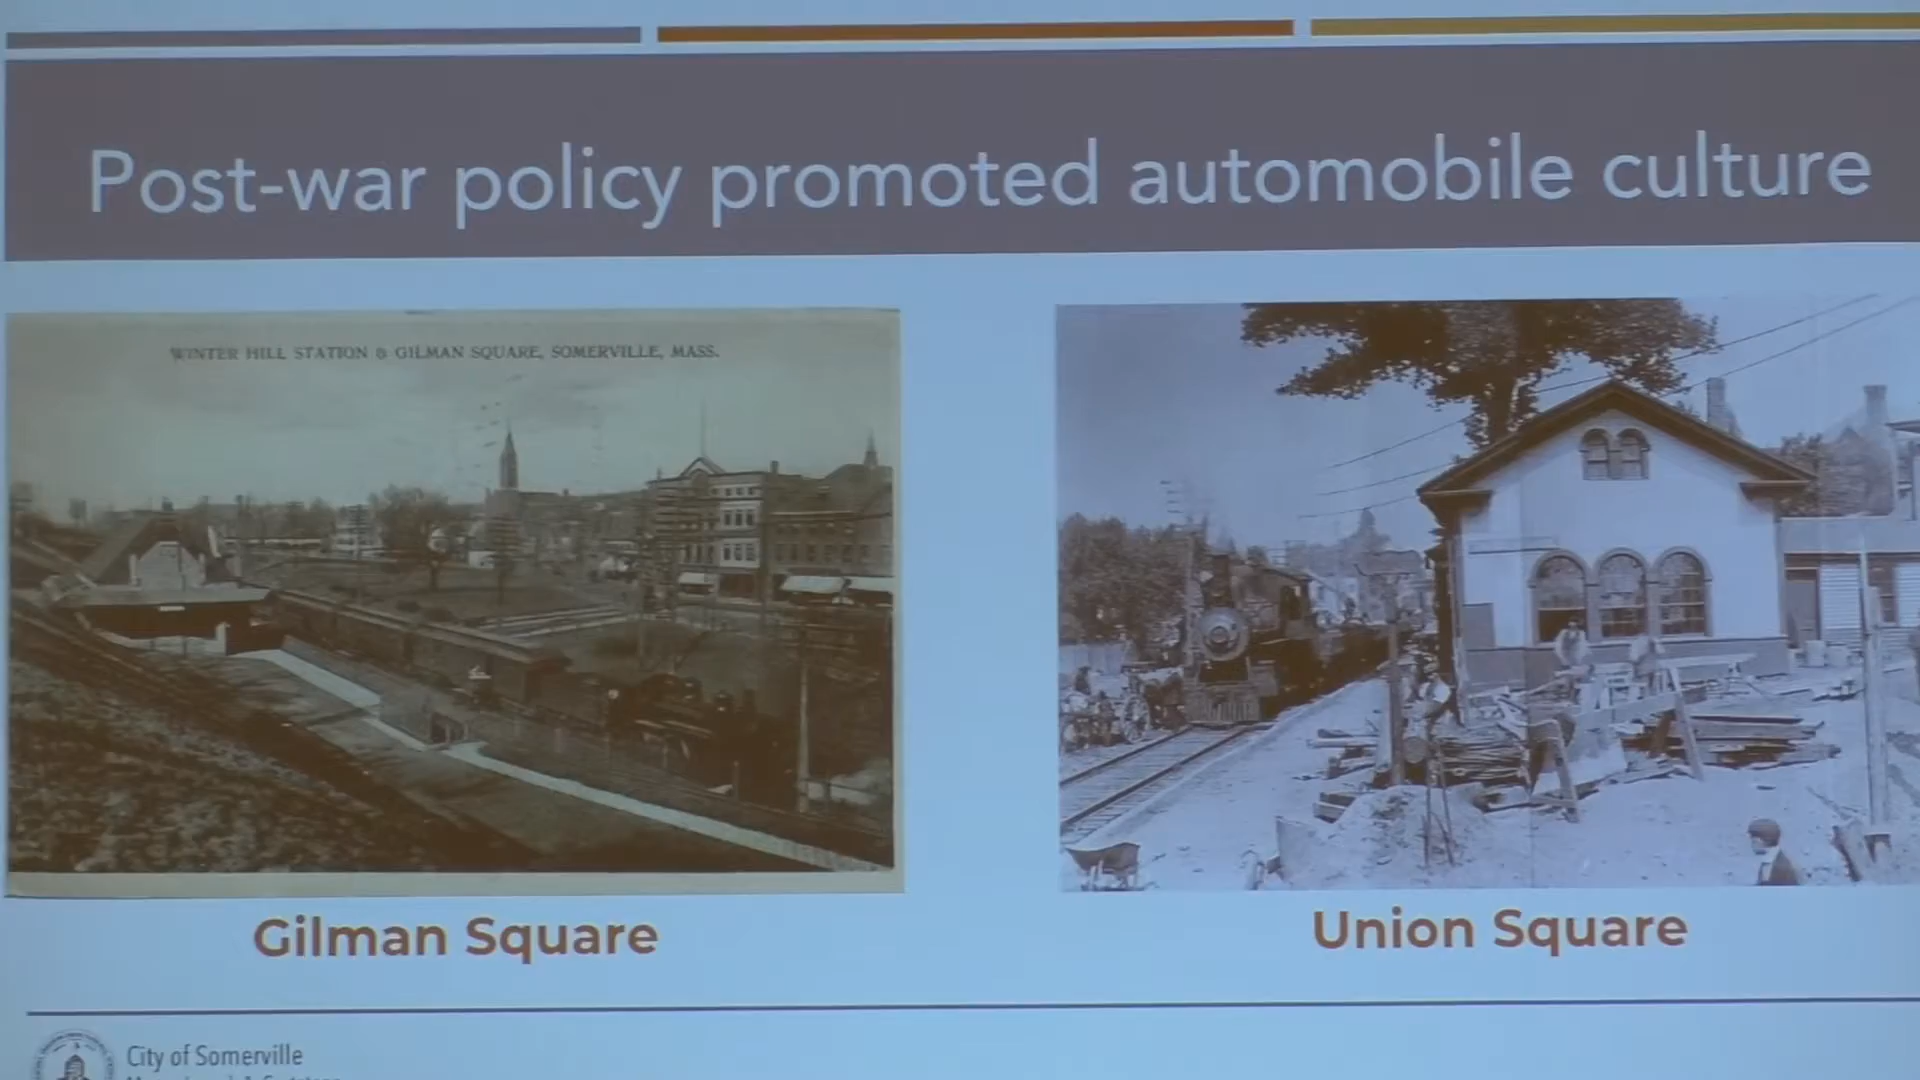 Post-war policy promoted automobile culture
WINTER HILL STATION & GILMAN SQUARE, SOMERVILLE, MASS.
Gilman Square
Union Square
City of Somerville